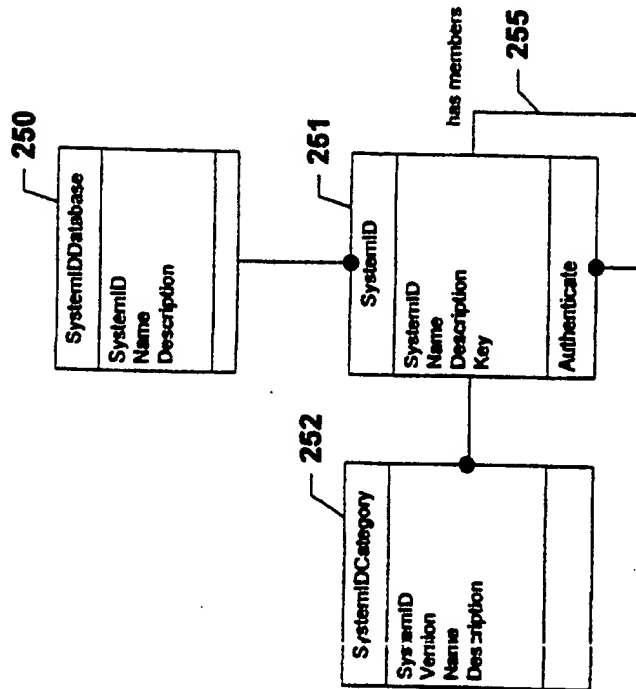 250
SystemIDDatabase
SystemID
Name
Description
251
SystemID
SystemID
Name
Description
Key
Authenticate
has members
255
252
SystemIDCategory
SystemID
Version
Name
Description